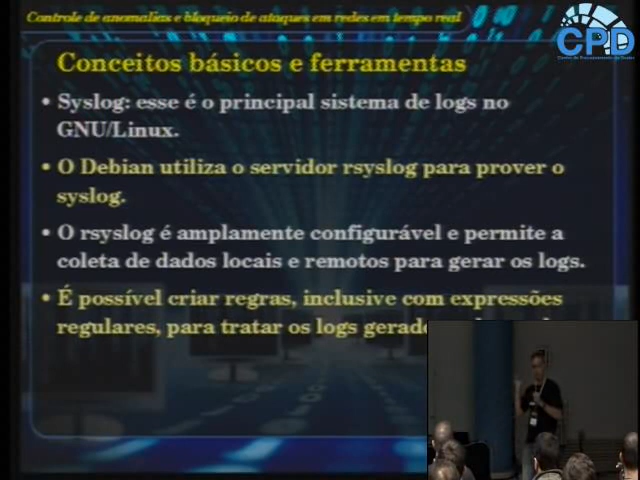 Controle de anomalias e bloqueio de ataques em redes em tempo real
CPD
Conceitos básicos e ferramentas
• Syslog: esse é o principal sistema de logs no
GNU/Linux.
• O Debian utiliza o servidor rsyslog para prover o
syslog.
• O rsyslog é amplamente configurável e permite a
coleta de dados locais e remotos para gerar os logs.
• É possível criar regras, inclusive com expressões
regulares, para tratar os logs